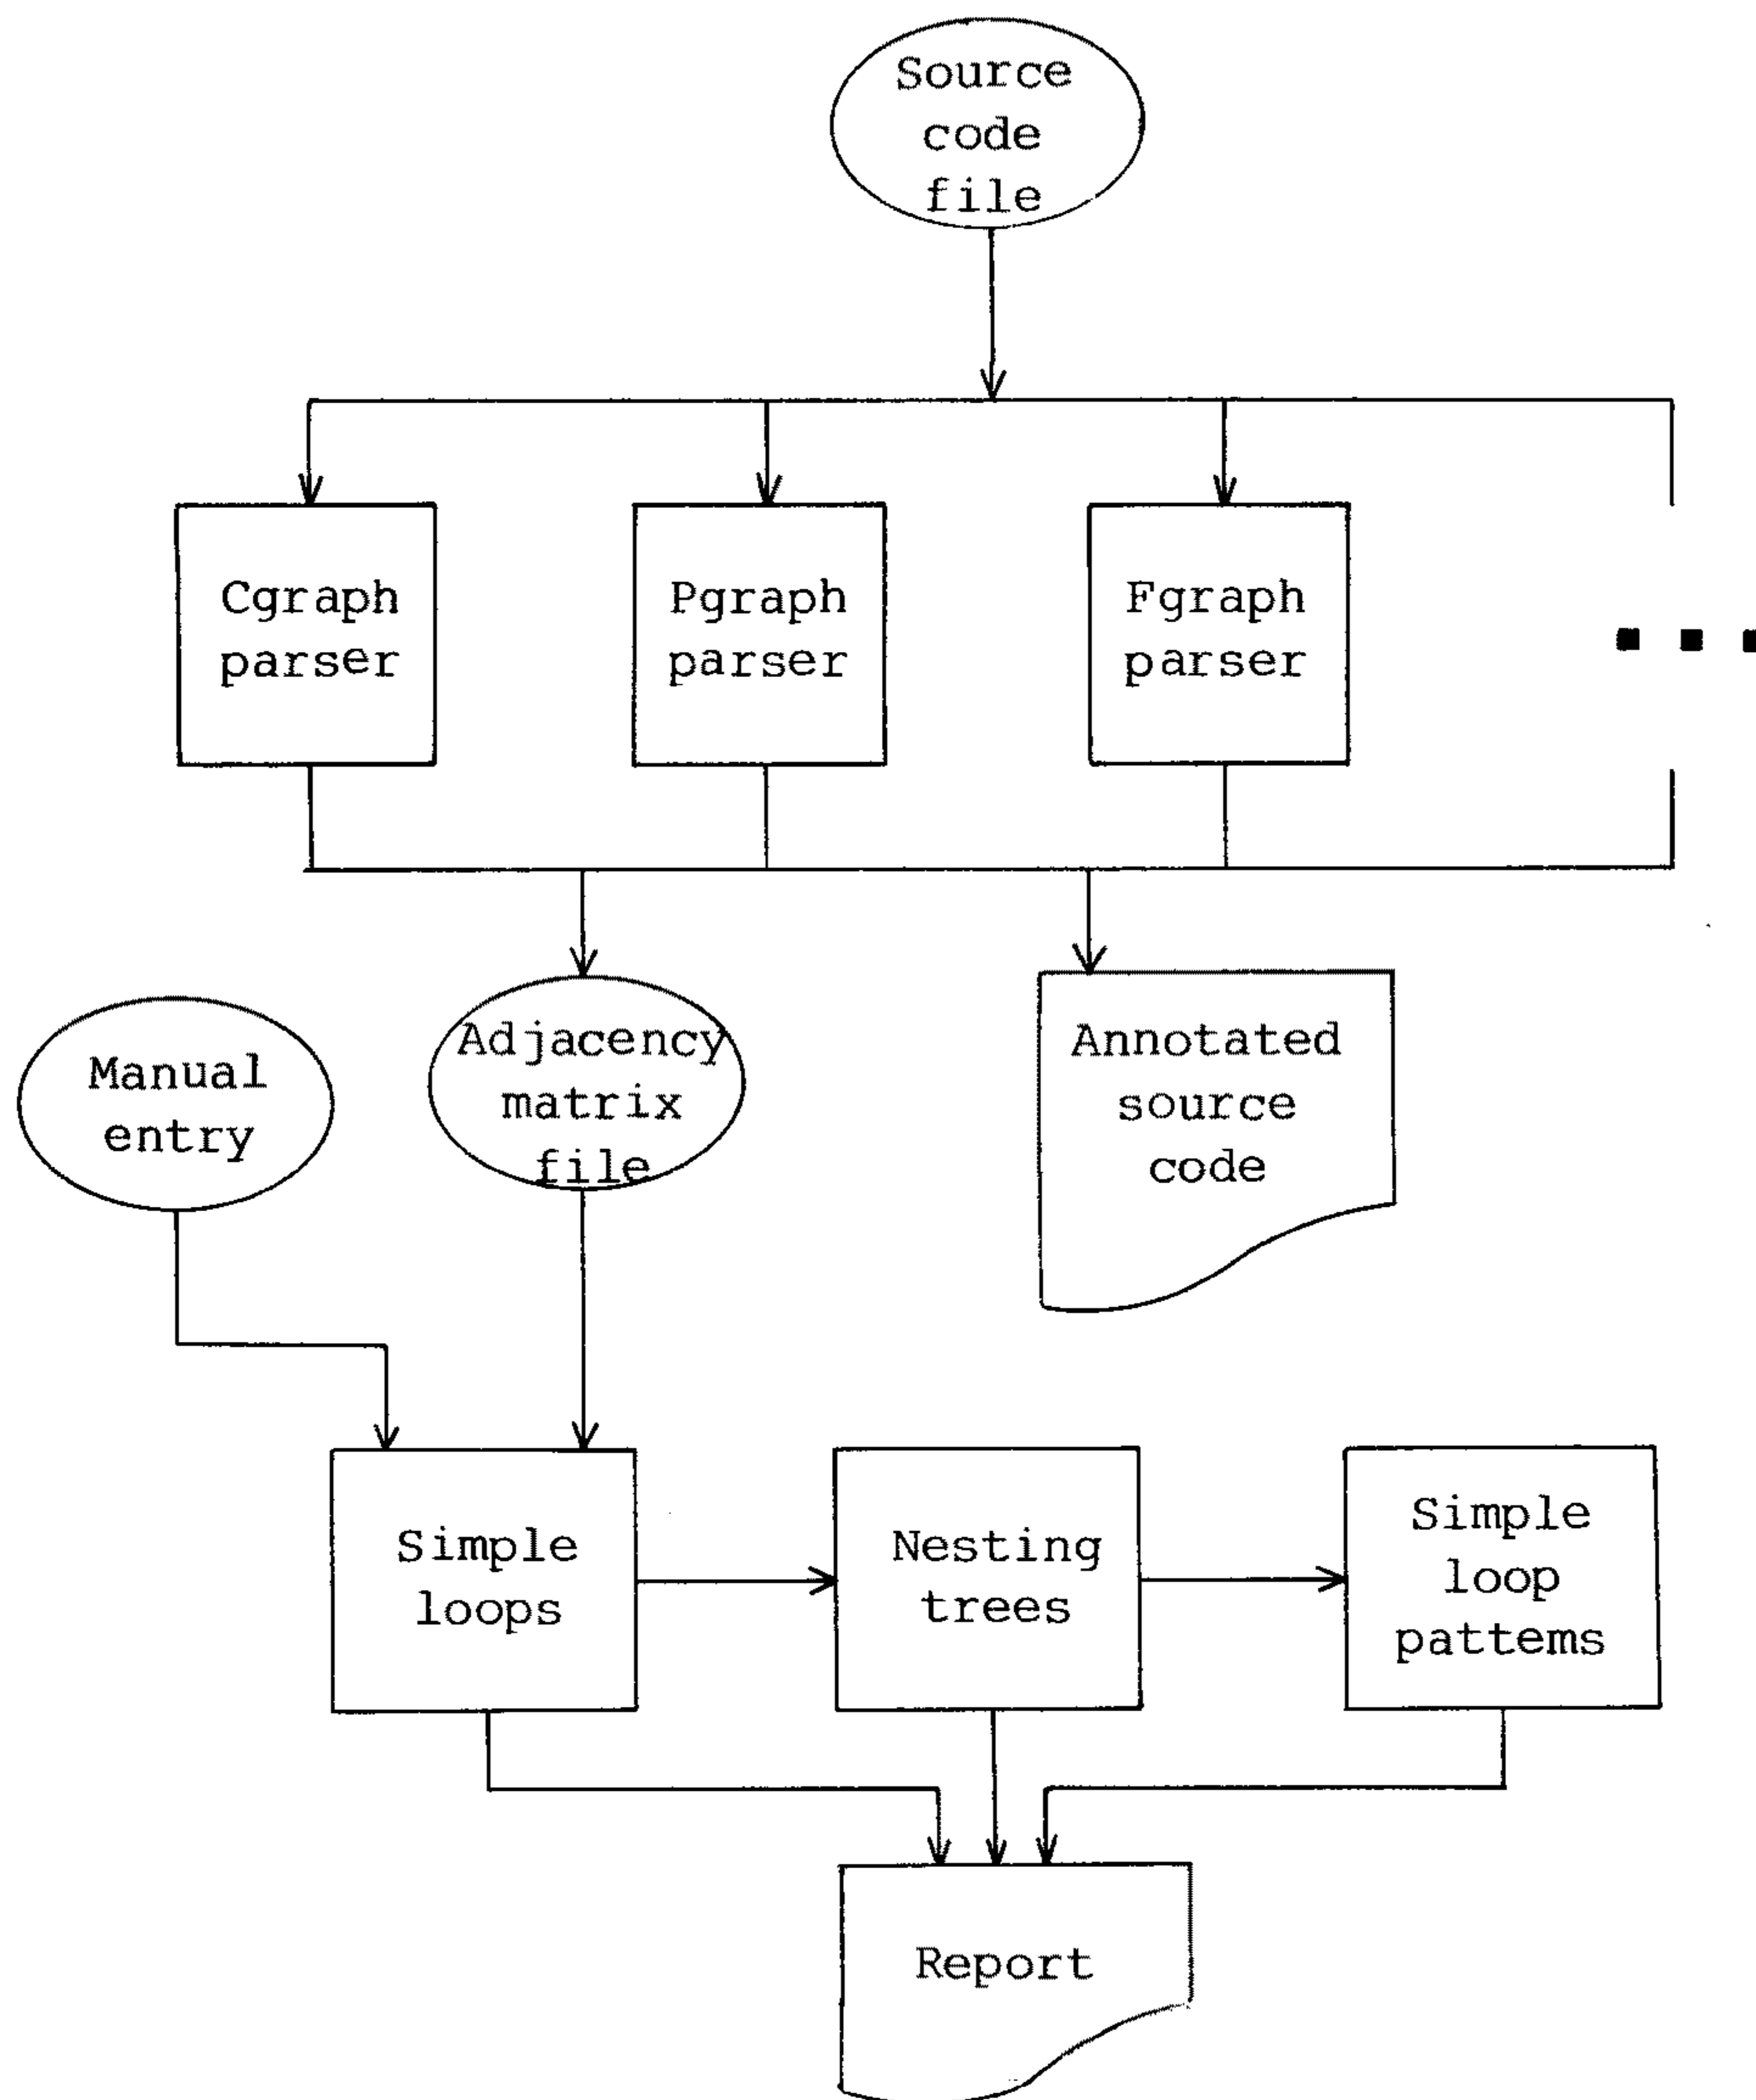 Source
code
file
Cgraph
parser
Pgraph
parser
Fgraph
parser
Manual
entry
Adjacency
matrix
file
Annotated
source
code
Simple
loops
Nesting
trees
Simple
loop
pattems
Report